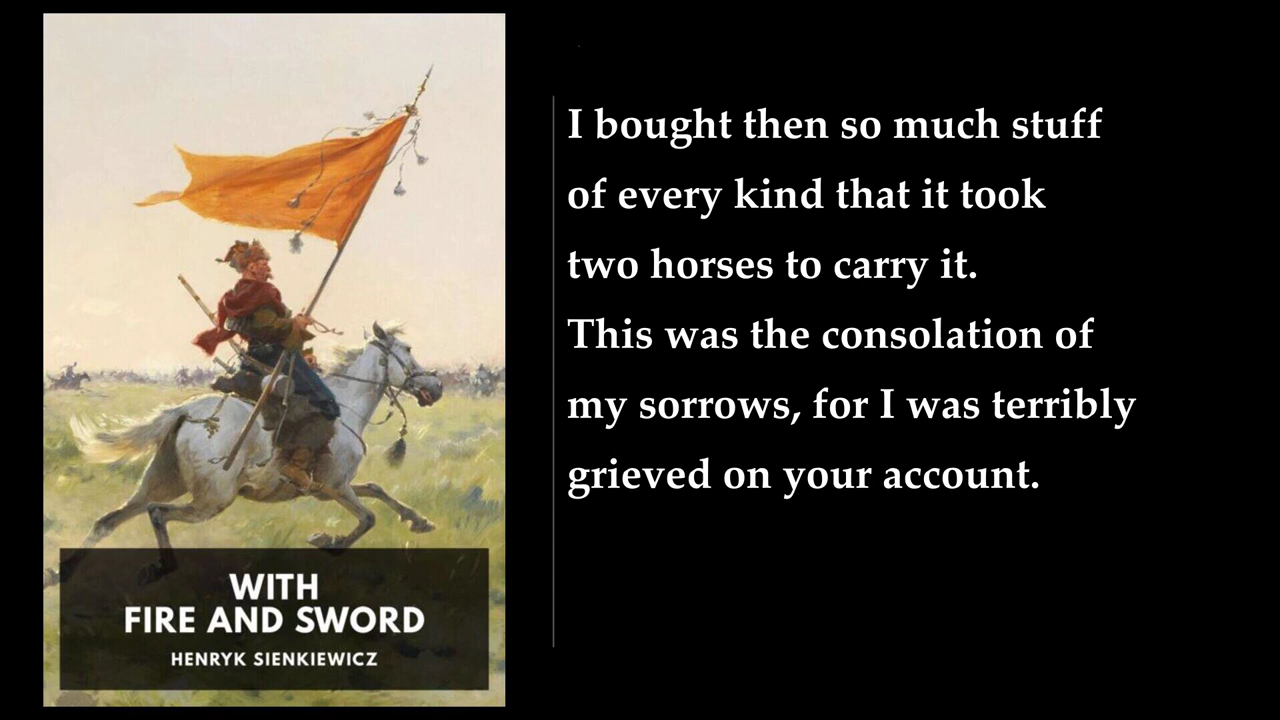 I bought then so much stuff
of every kind that it took
two horses to carry it.
This was the consolation of
my sorrows, for I was terribly
grieved on your account.
WITH
FIRE AND SWORD
HENRYK SIENKIEWICZ